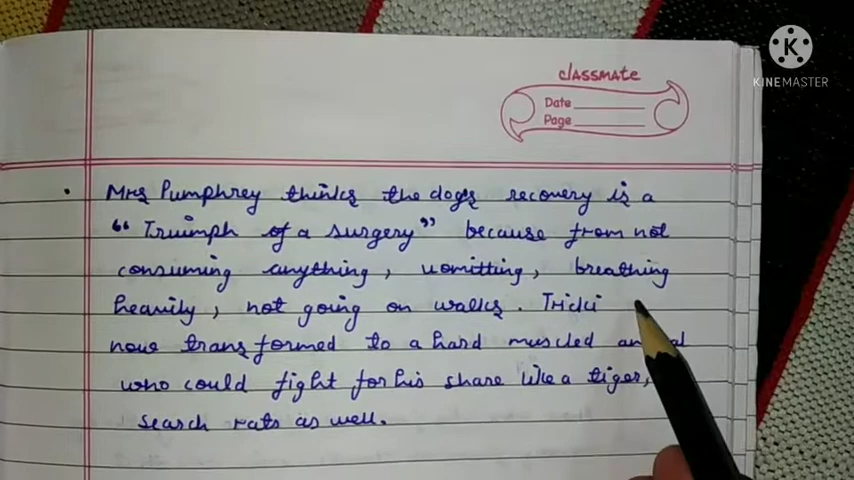 KINEMASTER
classmate
Date
Page
Mrs Pumphrey thinks the dog's recovery is a
"Truimph of a surgery" because from not
consuming anything, vomitting, breathing
heavily, not going on walks. Tricki
now transformed to a hard muscled
who could fight for his share like a tiger,
search rats as well.